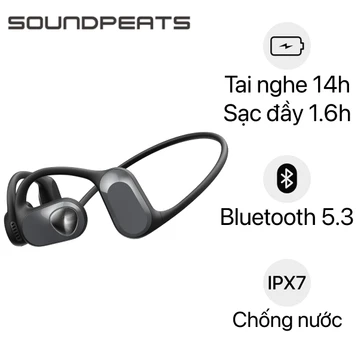 SOUNDPEATS
Tai nghe 14h
Sạc đầy 1.6h
Bluetooth 5.3
IPX7
Chống nước